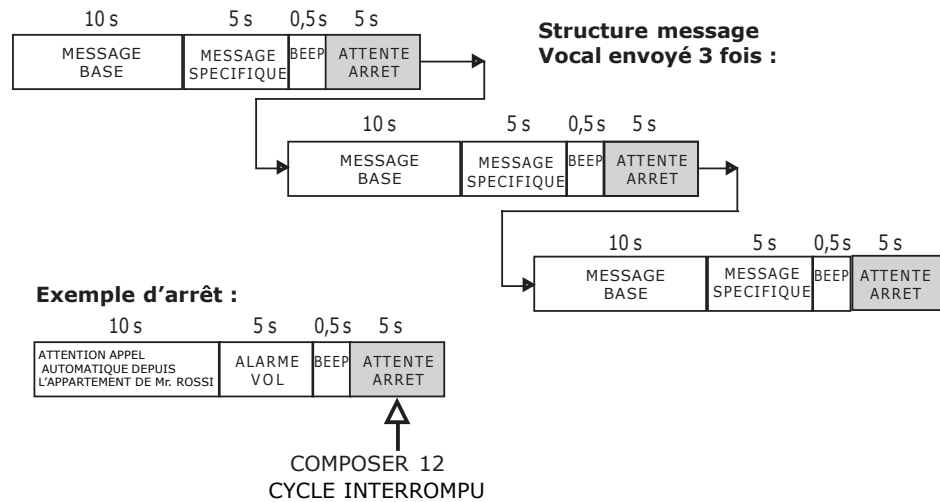 10 s 5 s 0,5 s 5 s
MESSAGE BASE
MESSAGE SPECIFIQUE
BEEP
ATTENTE ARRET
Structure message
Vocal envoyé 3 fois :
10 s 5 s 0,5 s 5 s
MESSAGE BASE
MESSAGE SPECIFIQUE
BEEP
ATTENTE ARRET
10 s 5 s 0,5 s 5 s
MESSAGE BASE
MESSAGE SPECIFIQUE
BEEP
ATTENTE ARRET
Exemple d’arrêt :
10 s 5 s 0,5 s 5 s
ATTENTION APPEL
AUTOMATIQUE DEPUIS
L’APPARTEMENT DE Mr. ROSSI
ALARME
VOL
BEEP
ATTENTE
ARRET
COMPOSER 12
CYCLE INTERROMPU